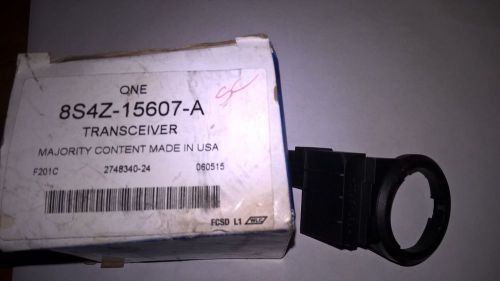 ONE
8S4Z-15607-A
TRANSCEIVER
MAJORITY CONTENT MADE IN USA
F201C 2748340-24 060515
FCSD L1